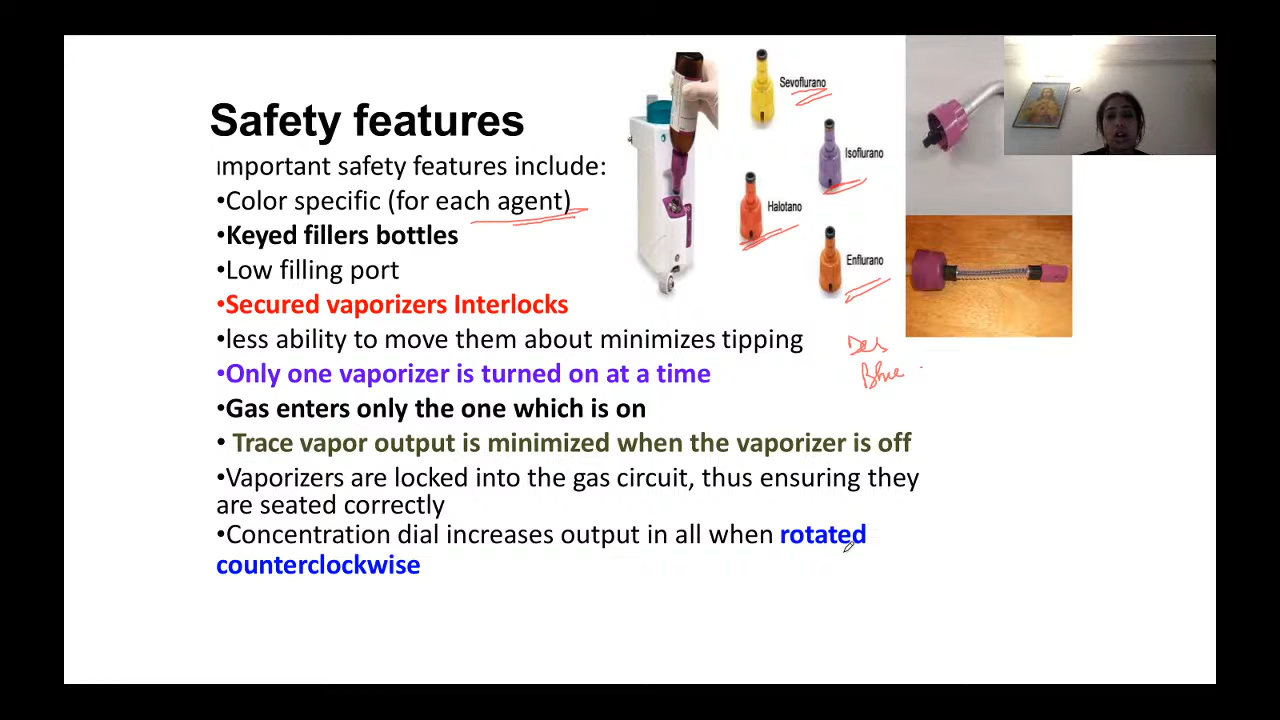 Safety features
Important safety features include:
•Color specific (for each agent)
•Keyed fillers bottles
•Low filling port
•Secured vaporizers Interlocks
•less ability to move them about minimizes tipping
•Only one vaporizer is turned on at a time
•Gas enters only the one which is on
• Trace vapor output is minimized when the vaporizer is off
•Vaporizers are locked into the gas circuit, thus ensuring they
are seated correctly
•Concentration dial increases output in all when rotated
counterclockwise
Sevoflurano
Isoflurano
Halotano
Enflurano
Des
Blue